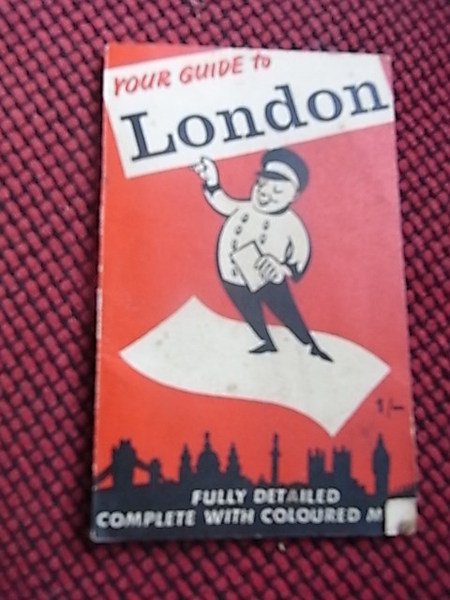 YOUR GUIDE to
London
1/-
FULLY DETAILED
COMPLETE WITH COLOURED